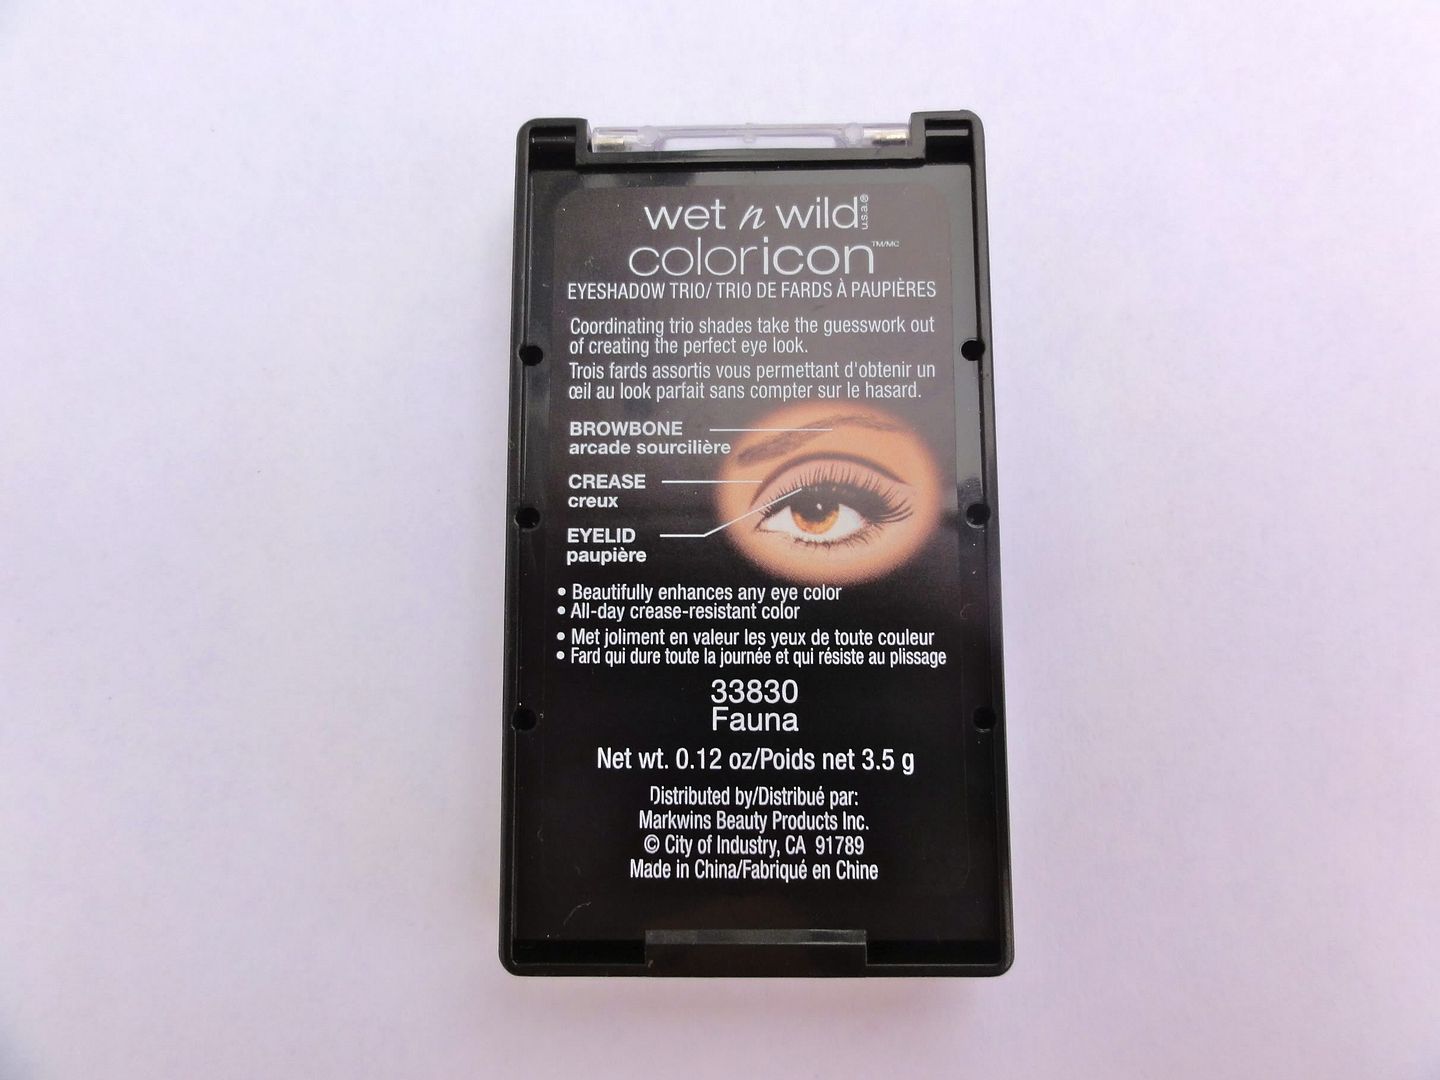 wet n wild u.s.a.®
coloricon ™/MC
EYESHADOW TRIO/ TRIO DE FARDS À PAUPIÈRES
Coordinating trio shades take the guesswork out
of creating the perfect eye look.
Trois fards assortis vous permettant d'obtenir un
œil au look parfait sans compter sur le hasard.
BROWBONE
arcade sourcilière
CREASE
creux
EYELID
paupière
• Beautifully enhances any eye color
• All-day crease-resistant color
• Met joliment en valeur les yeux de toute couleur
• Fard qui dure toute la journée et qui résiste au plissage
33830
Fauna
Net wt. 0.12 oz/Poids net 3.5 g
Distributed by/Distribué par:
Markwins Beauty Products Inc.
© City of Industry, CA 91789
Made in China/Fabriqué en Chine